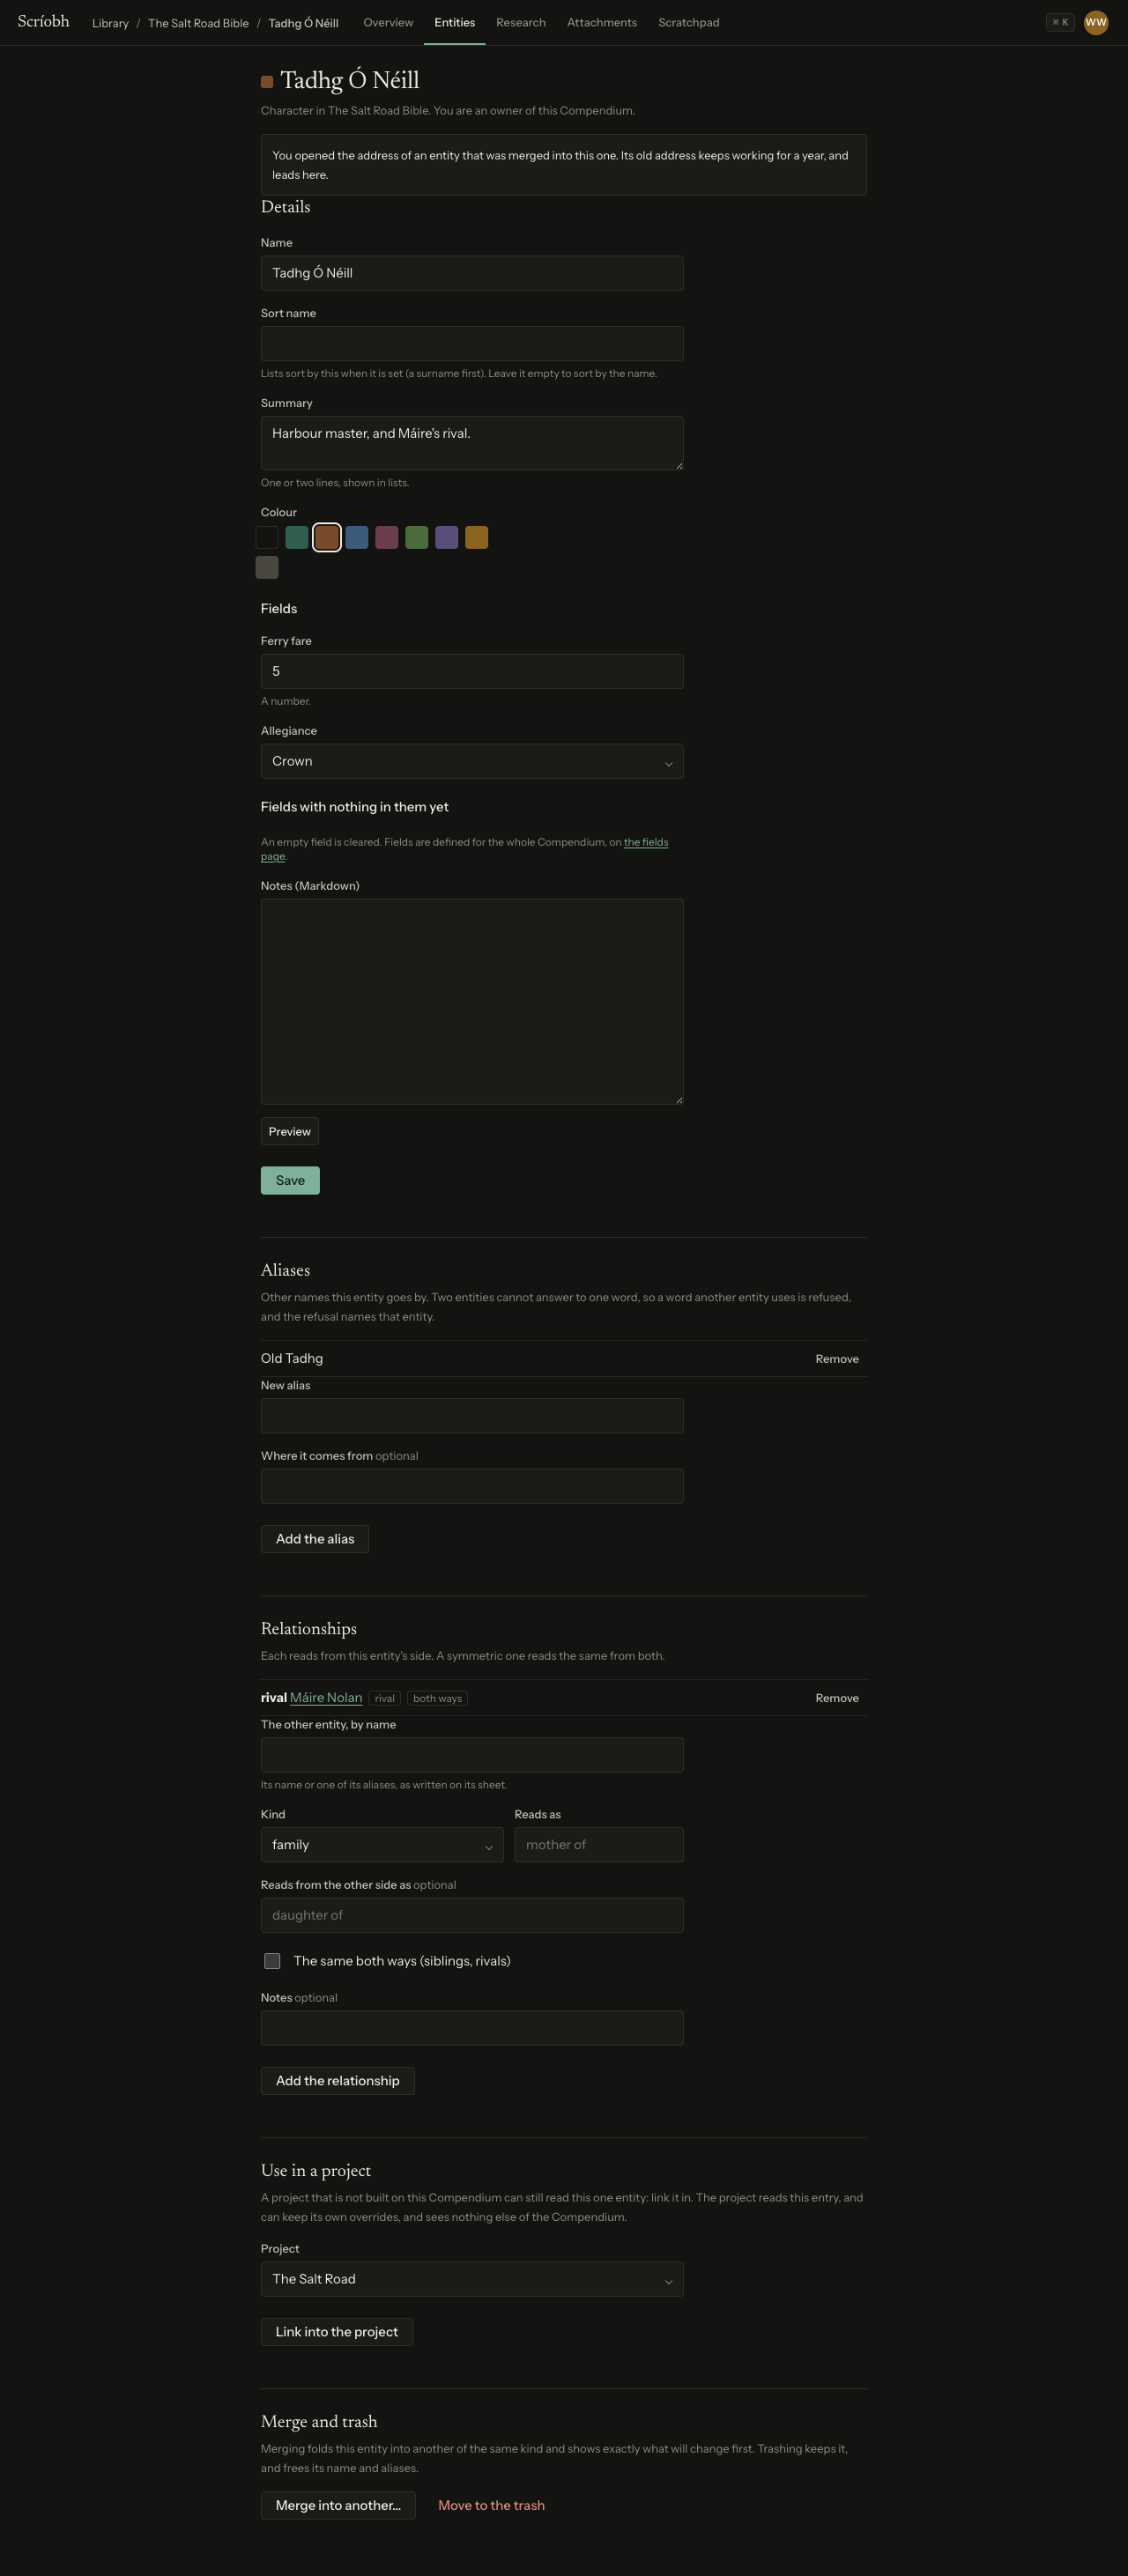 Scríobh
Library / The Salt Road Bible / Tadhg Ó Néill
Overview
Entities
Research
Attachments
Scratchpad
⌘ K
WW
Tadhg Ó Néill
Character in The Salt Road Bible. You are an owner of this Compendium.
You opened the address of an entity that was merged into this one. Its old address keeps working for a year, and
leads here.
Details
Name
Tadhg Ó Néill
Sort name
Lists sort by this when it is set (a surname first). Leave it empty to sort by the name.
Summary
Harbour master, and Máire's rival.
One or two lines, shown in lists.
Colour
Fields
Ferry fare
5
A number.
Allegiance
Crown
Fields with nothing in them yet
An empty field is cleared. Fields are defined for the whole Compendium, on the fields
page.
Notes (Markdown)
Preview
Save
Aliases
Other names this entity goes by. Two entities cannot answer to one word, so a word another entity uses is refused,
and the refusal names that entity.
Old Tadhg
Remove
New alias
Where it comes from optional
Add the alias
Relationships
Each reads from this entity's side. A symmetric one reads the same from both.
rival Máire Nolan rival both ways
Remove
The other entity, by name
Its name or one of its aliases, as written on its sheet.
Kind
Reads as
family
mother of
Reads from the other side as optional
daughter of
The same both ways (siblings, rivals)
Notes optional
Add the relationship
Use in a project
A project that is not built on this Compendium can still read this one entity: link it in. The project reads this entry, and
can keep its own overrides, and sees nothing else of the Compendium.
Project
The Salt Road
Link into the project
Merge and trash
Merging folds this entity into another of the same kind and shows exactly what will change first. Trashing keeps it,
and frees its name and aliases.
Merge into another…
Move to the trash